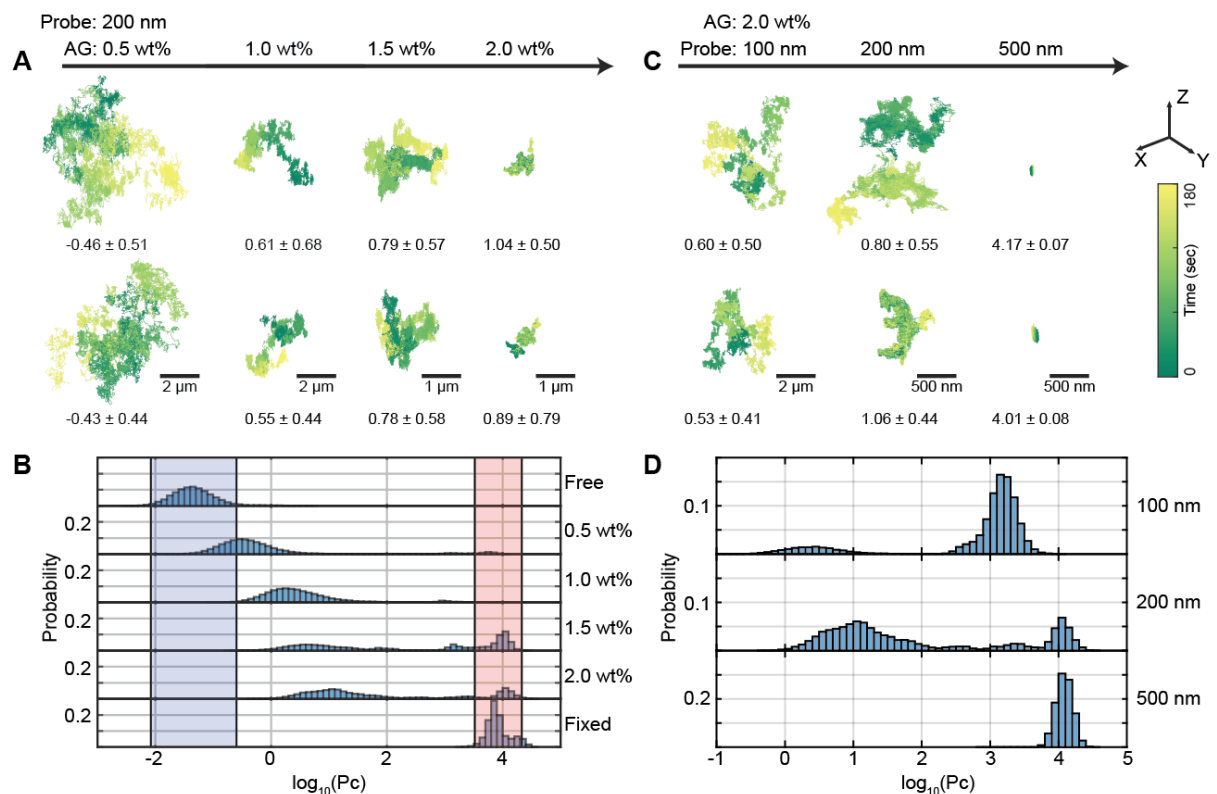 Probe: 200 nm
AG: 0.5 wt%
1.0 wt%
1.5 wt%
2.0 wt%
A
-0.46 ± 0.51
0.61 ± 0.68
0.79 ± 0.57
1.04 ± 0.50
2 µm
2 µm
1 µm
1 µm
-0.43 ± 0.44
0.55 ± 0.44
0.78 ± 0.58
0.89 ± 0.79
AG: 2.0 wt%
Probe: 100 nm
200 nm
500 nm
C
0.60 ± 0.50
0.80 ± 0.55
4.17 ± 0.07
2 µm
500 nm
500 nm
0.53 ± 0.41
1.06 ± 0.44
4.01 ± 0.08
Z
X
Y
180
Time (sec)
0
B
Free
0.2
0.5 wt%
0.2
1.0 wt%
0.2
1.5 wt%
0.2
2.0 wt%
0.2
Fixed
Probability
-2
0
2
4
log10(Pc)
D
0.1
100 nm
0.1
200 nm
0.2
500 nm
Probability
-1
0
1
2
3
4
5
log10(Pc)